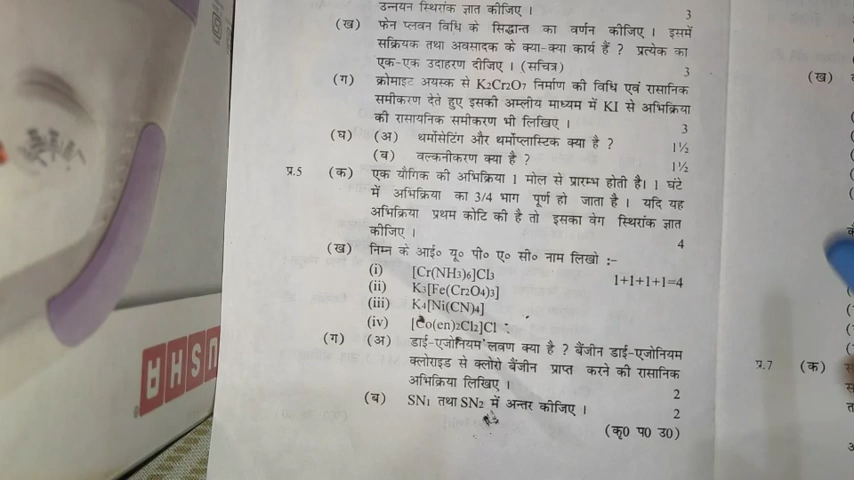 उन्नयन स्थिरांक ज्ञात कीजिए । 3
(ख) फेन प्लवन विधि के सिद्धान्त का वर्णन कीजिए । इसमें
सक्रियक तथा अवसादक के क्या-क्या कार्य हैं ? प्रत्येक का
एक-एक उदाहरण दीजिए । (सचित्र) 3
(ग) क्रोमाइट अयस्क से K2Cr2O7 निर्माण की विधि एवं रासानिक
समीकरण देते हुए इसकी अम्लीय माध्यम में KI से अभिक्रिया
की रासायनिक समीकरण भी लिखिए । 3
(घ) (अ) थर्मोसेटिंग और थर्मोप्लास्टिक क्या है ? 1½
(ब) वल्कनीकरण क्या है ? 1½
प्र.5 (क) एक यौगिक की अभिक्रिया 1 मोल से प्रारम्भ होती है। 1 घंटे
में अभिक्रिया का 3/4 भाग पूर्ण हो जाता है । यदि यह
अभिक्रिया प्रथम कोटि की है तो इसका वेग स्थिरांक ज्ञात
कीजिए । 4
(ख) निम्न के आई० यू० पी० ए० सी० नाम लिखो :-
(i) [Cr(NH3)6]Cl3 1+1+1+1=4
(ii) K3[Fe(Cr2O4)3]
(iii) K4[Ni(CN)4]
(iv) [Co(en)2Cl2]Cl
(ग) (अ) डाई-एजोनियम लवण क्या है ? बैंजीन डाई-एजोनियम
क्लोराइड से क्लोरो बैंजीन प्राप्त करने की रासानिक
अभिक्रिया लिखिए । 2
(ब) SN1 तथा SN2 में अन्तर कीजिए । 2
(कृ0 प0 उ0)
(ख)
प्र.7 (क)
USHA